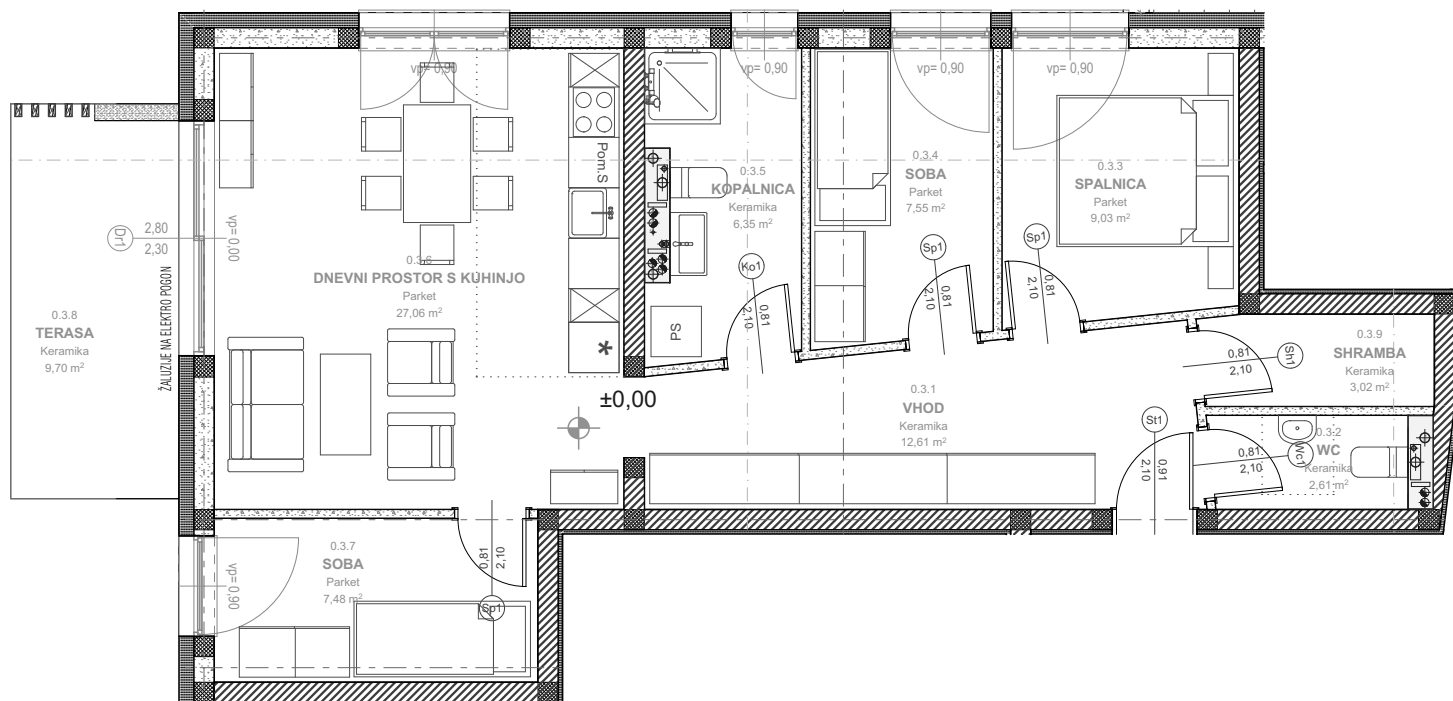 vp= 0,90
vp= 0,90
vp= 0,90
vp= 0,90
0.3.8
TERASA
Keramika
9,70 m²
Dr1
2,80
2,30
ŽALUZIJE NA ELEKTRO POGON
vp= 0,00
0.3.6
DNEVNI PROSTOR S KUHINJO
Parket
27,06 m²
Pom.S
*
±0,00
0.3.5
KOPALNICA
Keramika
6,35 m²
PS
Ko1
0,81
2,10
0.3.4
SOBA
Parket
7,55 m²
Sp1
0,81
2,10
0.3.3
SPALNICA
Parket
9,03 m²
Sp1
0,81
2,10
0.3.9
SHRAMBA
Keramika
3,02 m²
Sh1
0,81
2,10
0.3.1
VHOD
Keramika
12,61 m²
St1
0,91
2,10
0.3.2
WC
Keramika
2,61 m²
Wc1
0,81
2,10
0.3.7
SOBA
Parket
7,48 m²
vp= 0,90
Sp1
0,81
2,10